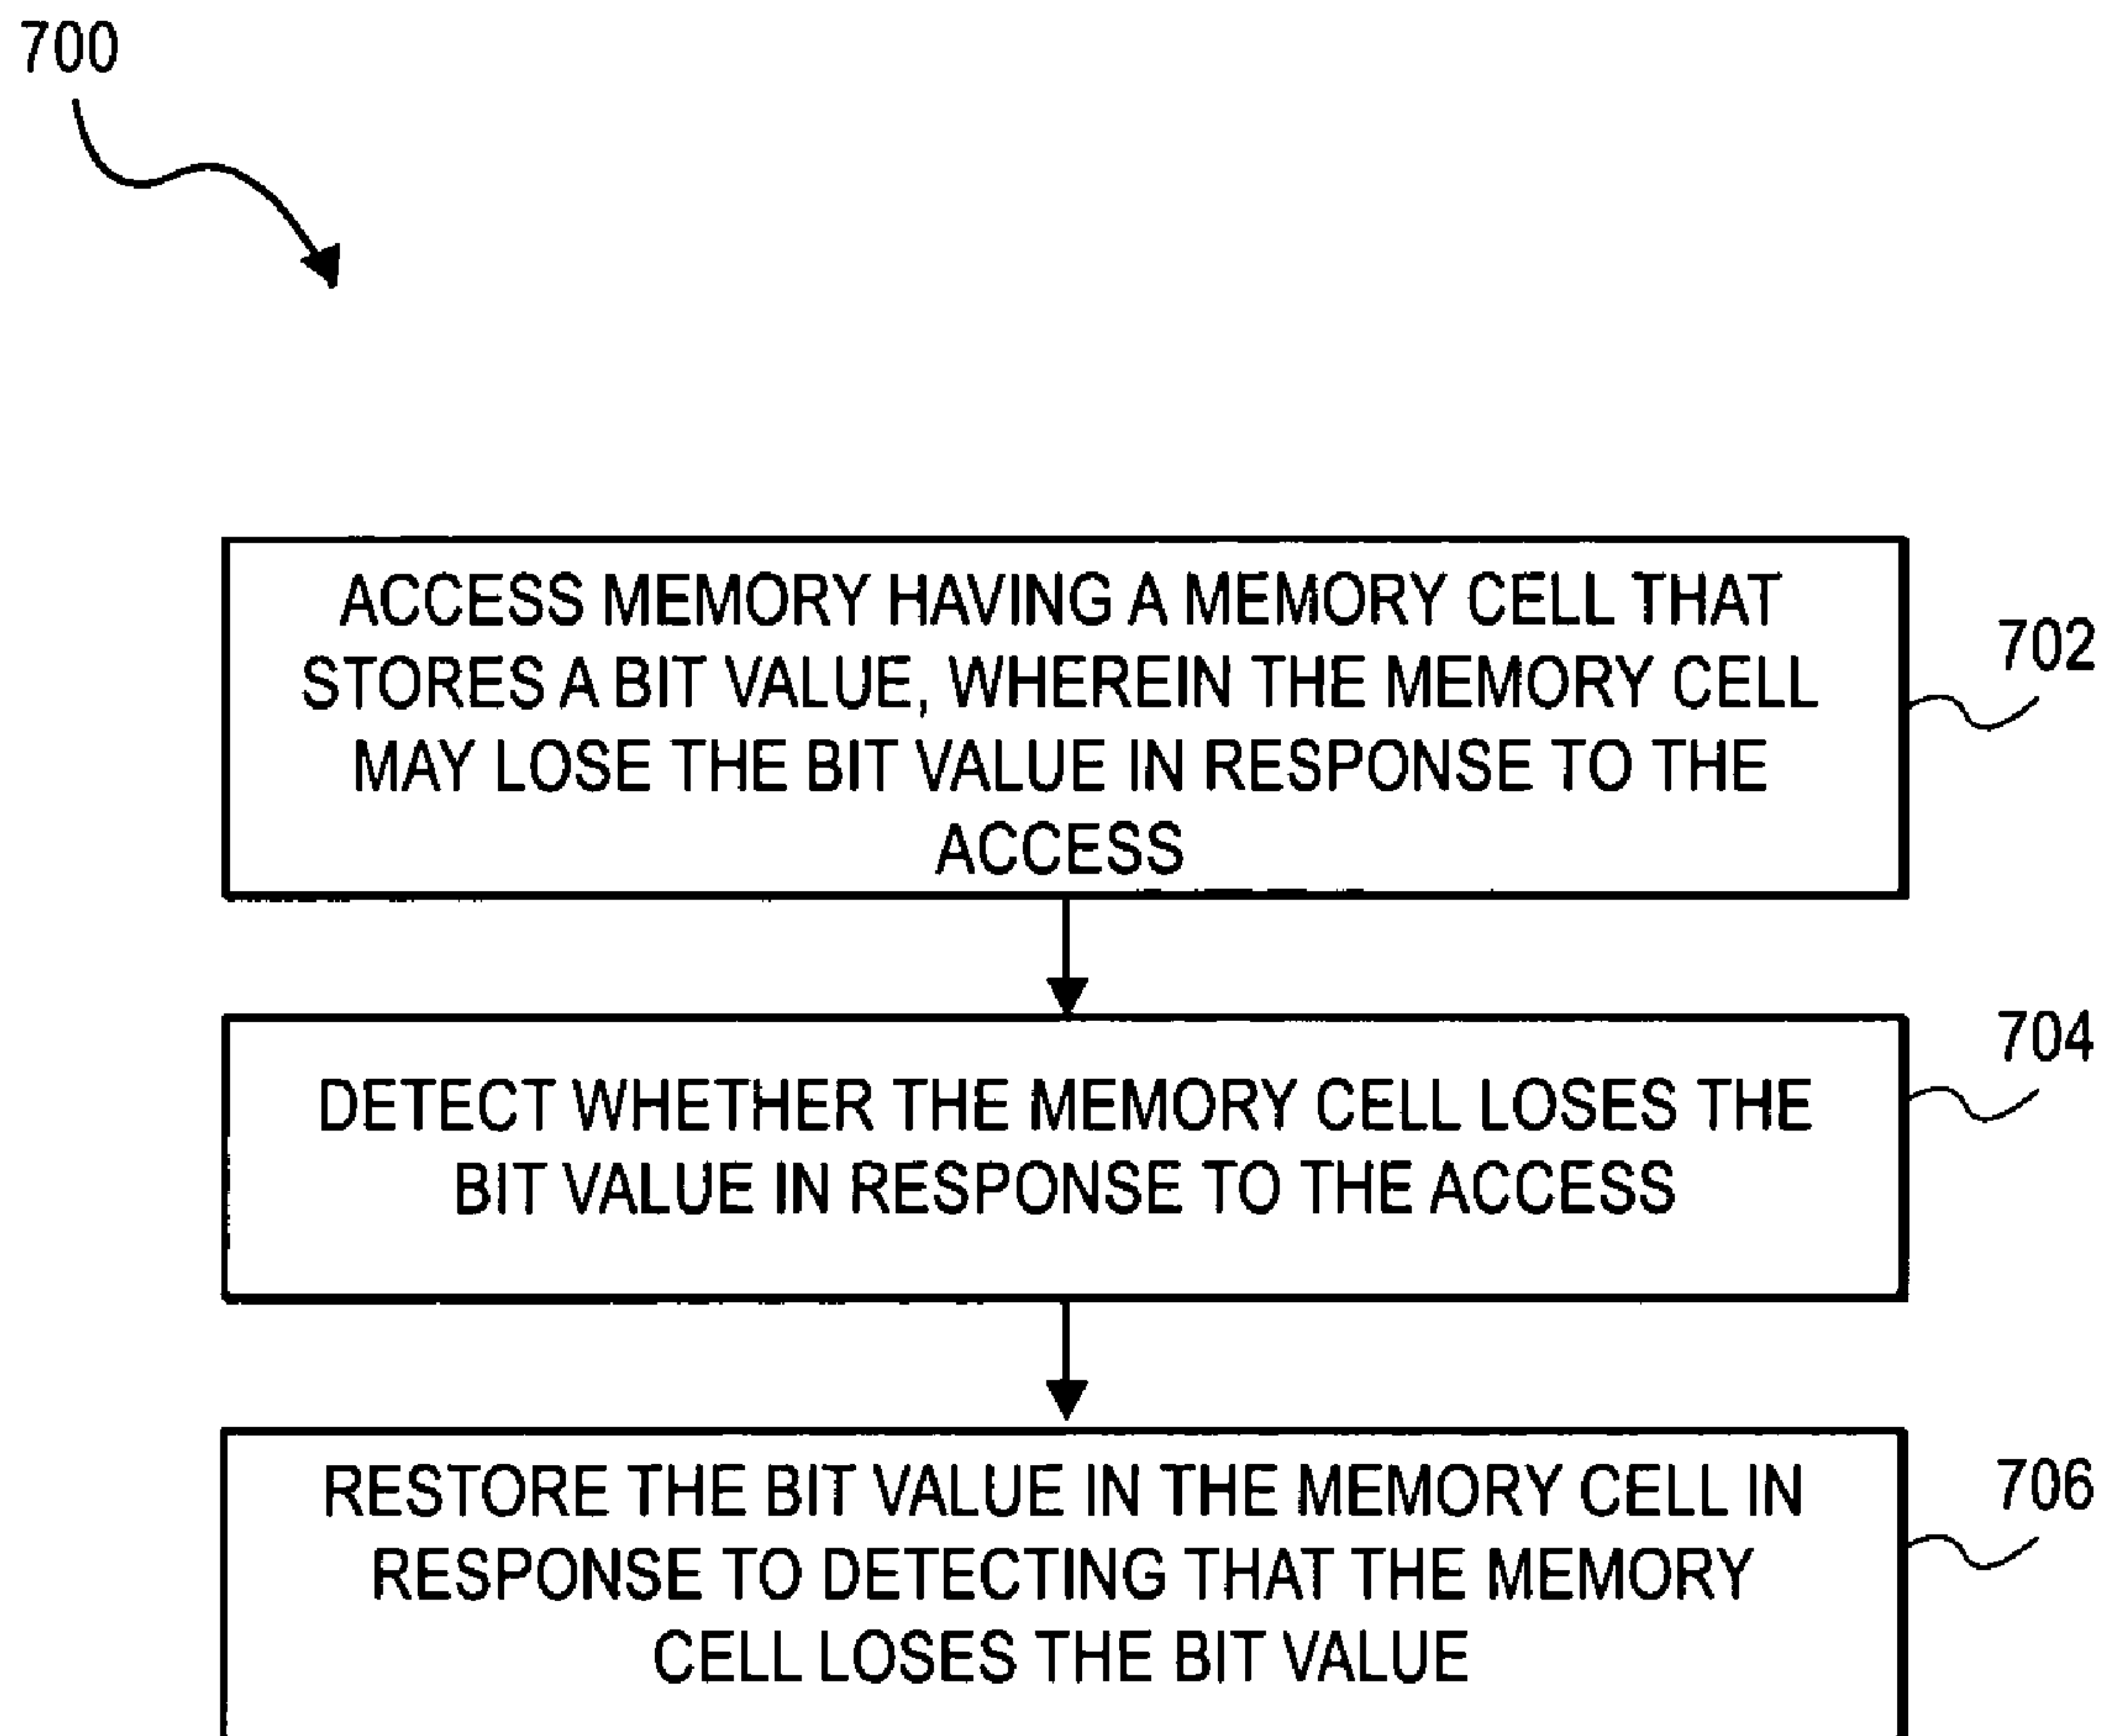 700
ACCESS MEMORY HAVING A MEMORY CELL THAT
STORES A BIT VALUE, WHEREIN THE MEMORY CELL
MAY LOSE THE BIT VALUE IN RESPONSE TO THE
ACCESS
702
DETECT WHETHER THE MEMORY CELL LOSES THE
BIT VALUE IN RESPONSE TO THE ACCESS
704
RESTORE THE BIT VALUE IN THE MEMORY CELL IN
RESPONSE TO DETECTING THAT THE MEMORY
CELL LOSES THE BIT VALUE
706